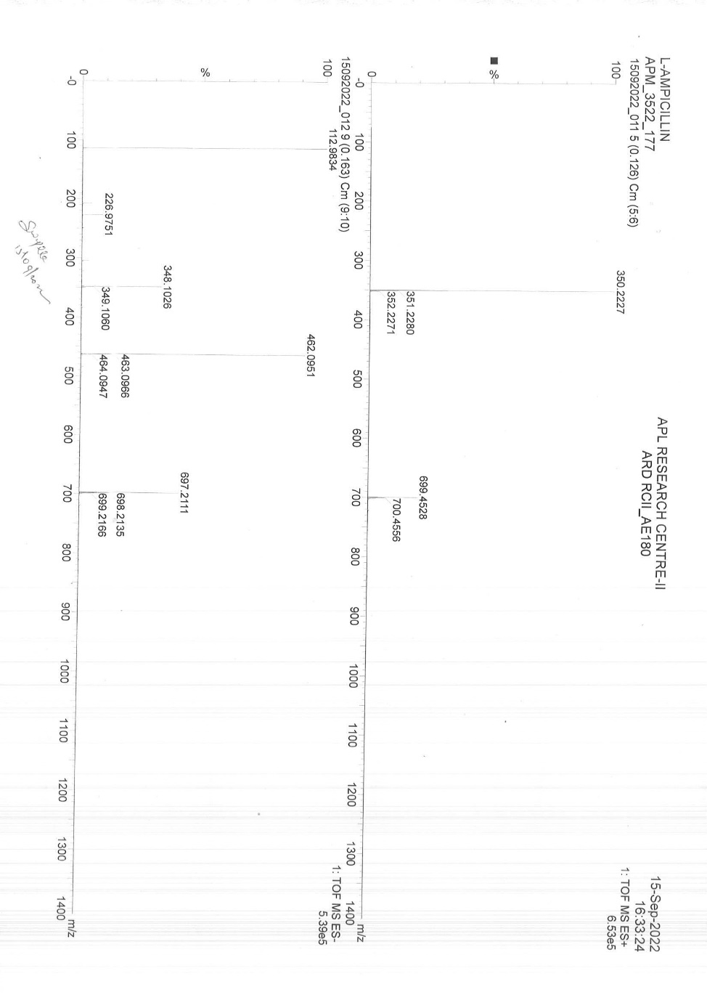 L-AMPICILLIN
APL RESEARCH CENTRE-II
15-Sep-2022
APM_3522_177
ARD RCII_AE180
16:33:24
15092022_011 5 (0.126) Cm (5:6)
1: TOF MS ES+
6.53e5
100
350.2227
%
699.4528
351.2280
700.4556
352.2271
0
-0 100 200 300 400 500 600 700 800 900 1000 1100 1200 1300 1400 m/z
15092022_012 9 (0.163) Cm (9:10)
1: TOF MS ES-
5.39e5
100
112.9834
462.0951
%
697.2111
348.1026
463.0966
698.2135
226.9751
349.1060
464.0947
699.2166
0
-0 100 200 300 400 500 600 700 800 900 1000 1100 1200 1300 1400 m/z